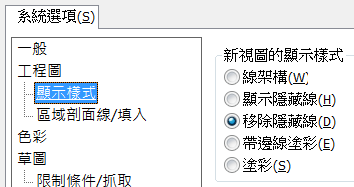 系統選項(S)
一般
工程圖
顯示樣式
區域剖面線/填入
色彩
草圖
限制條件/抓取
新視圖的顯示樣式
線架構(W)
顯示隱藏線(H)
移除隱藏線(D)
帶邊線塗彩(E)
塗彩(S)